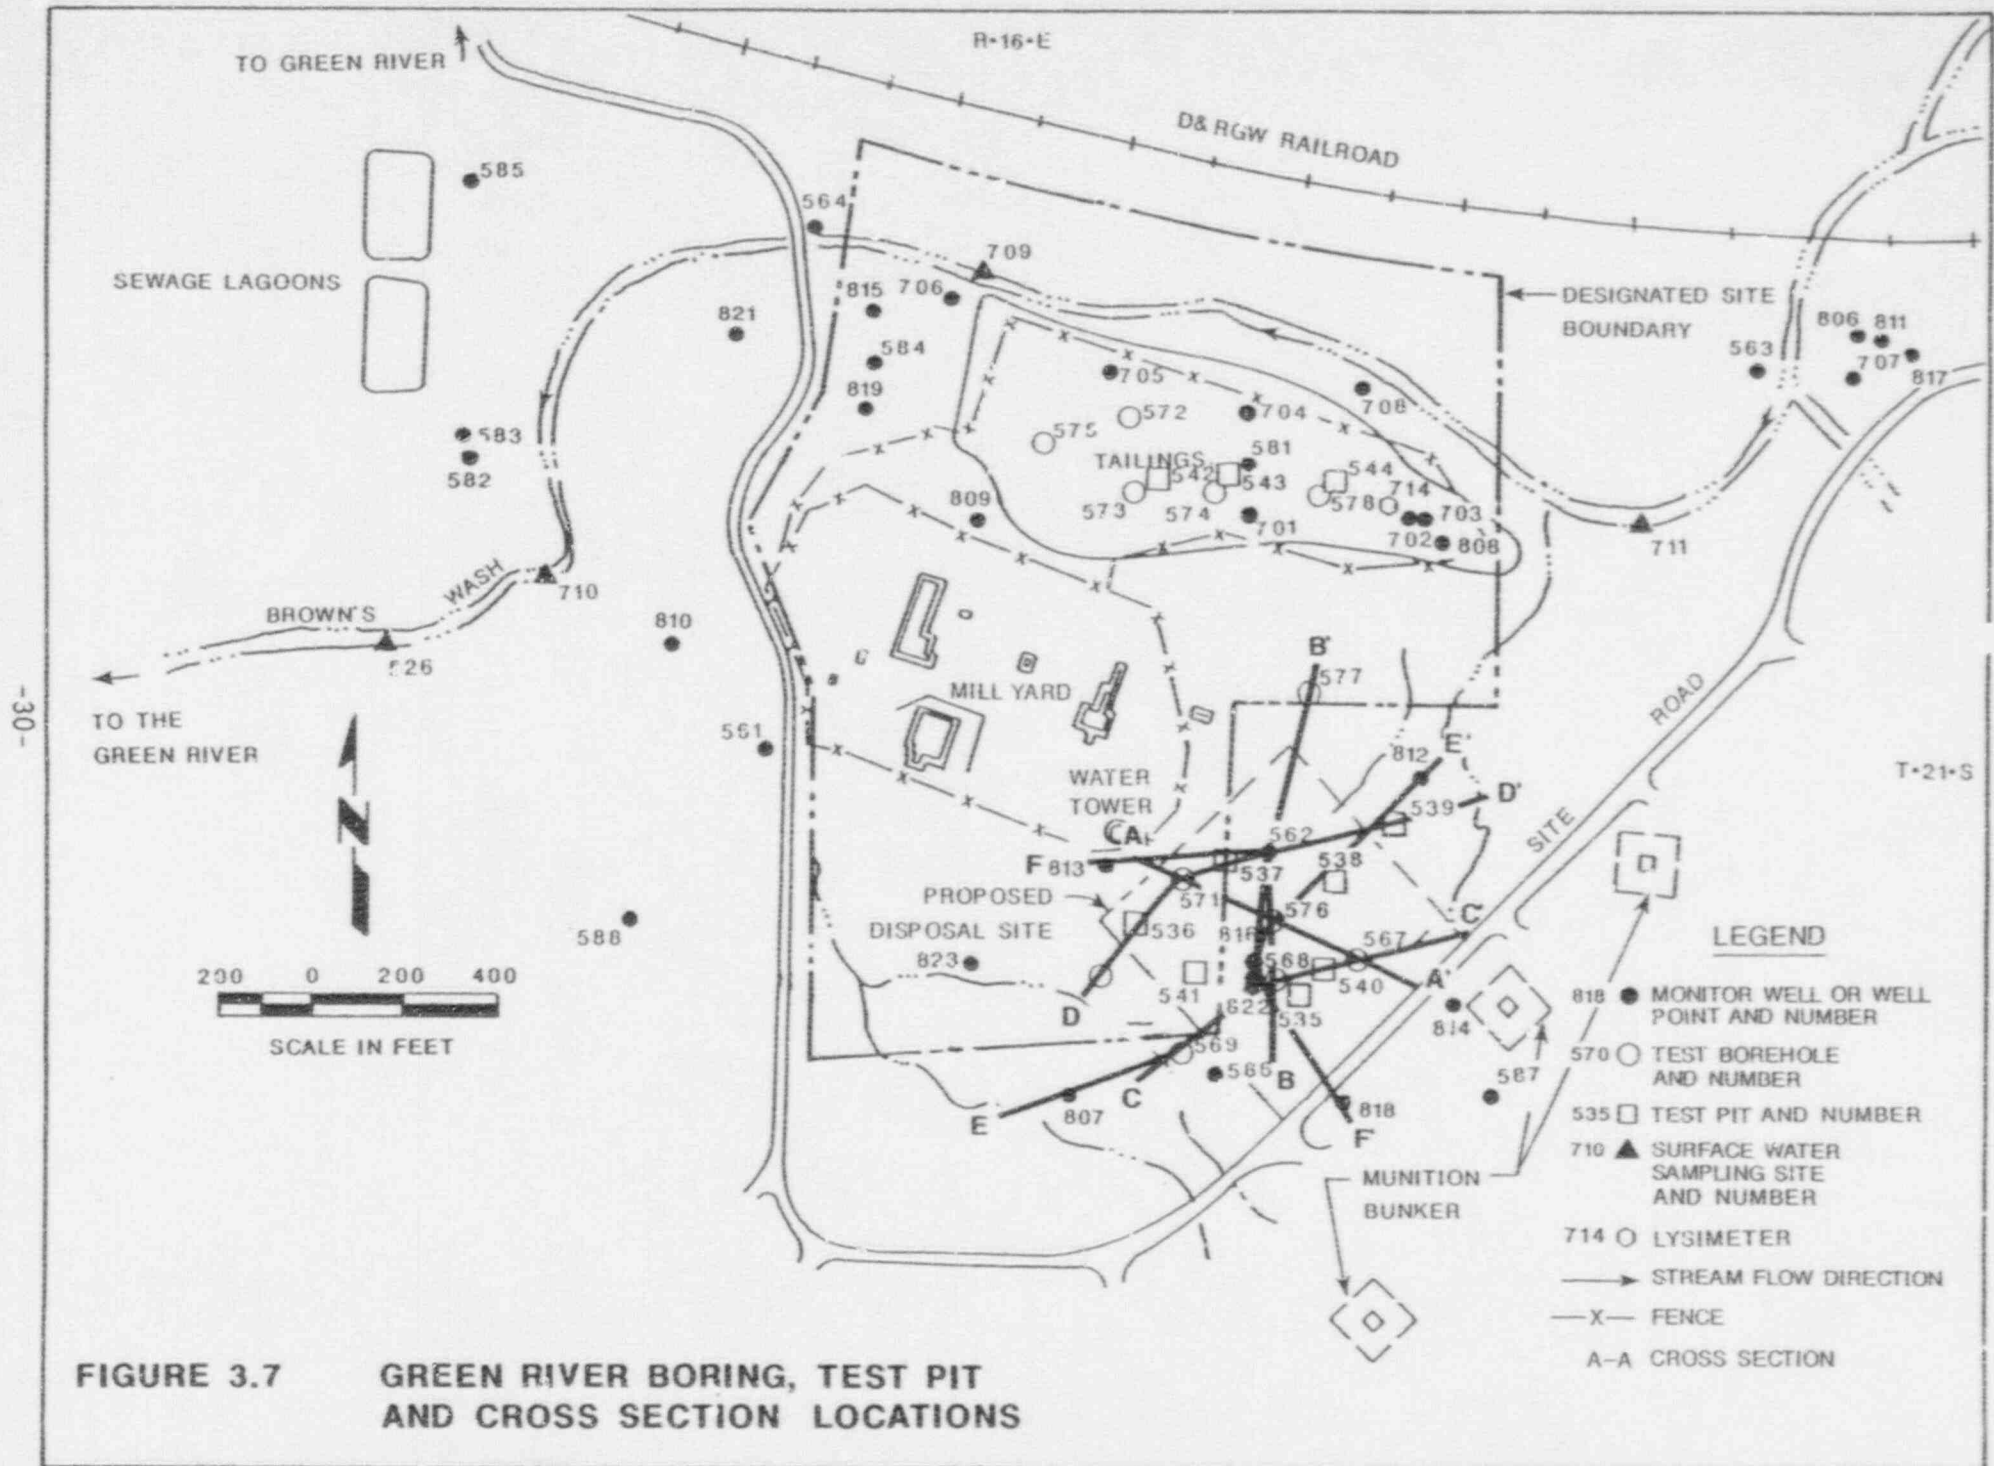 R-16-E
TO GREEN RIVER
D&RGW RAILROAD
585
564
SEWAGE LAGOONS
709
815
706
DESIGNATED SITE
BOUNDARY
821
806
811
584
563
707
817
705
819
708
572
704
575
583
581
TAILINGS
582
542
543
544
714
809
573
574
578
703
701
702
808
711
WASH
710
BROWN'S
810
B'
577
MILL YARD
ROAD
TO THE
GREEN RIVER
561
E'
812
T-21-S
WATER
TOWER
D'
539
SITE
N
A
562
538
F
813
537
PROPOSED
571
576
C'
DISPOSAL SITE
536
816
567
588
LEGEND
823
568
200 0 200 400
541
540
A'
818 MONITOR WELL OR WELL
POINT AND NUMBER
D
822
535
814
SCALE IN FEET
569
570 TEST BOREHOLE
AND NUMBER
B
587
C
807
818
535 TEST PIT AND NUMBER
E
F'
710 SURFACE WATER
SAMPLING SITE
AND NUMBER
MUNITION
BUNKER
714 LYSIMETER
STREAM FLOW DIRECTION
X FENCE
A-A CROSS SECTION
FIGURE 3.7 GREEN RIVER BORING, TEST PIT
AND CROSS SECTION LOCATIONS
-30-